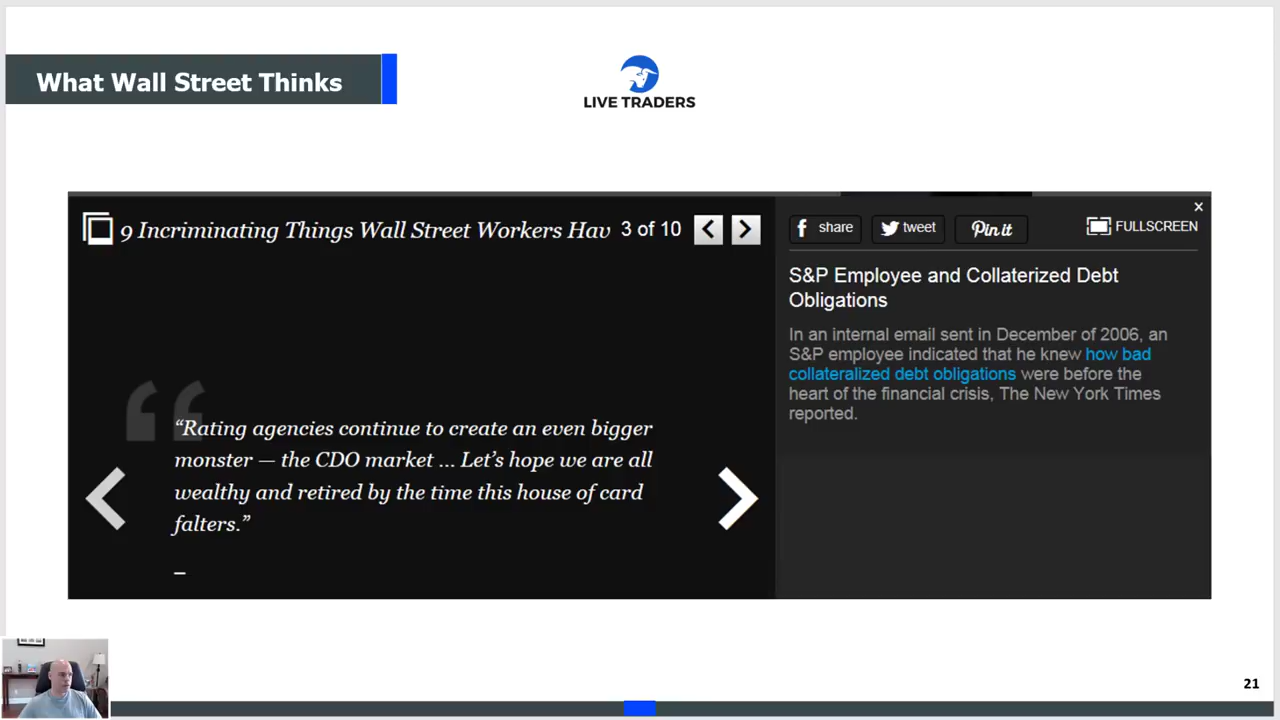 What Wall Street Thinks
LIVE TRADERS
9 Incriminating Things Wall Street Workers Hav 3 of 10
“Rating agencies continue to create an even bigger
monster — the CDO market ... Let’s hope we are all
wealthy and retired by the time this house of card
falters.”
–
share tweet Pin it FULLSCREEN
S&P Employee and Collaterized Debt
Obligations
In an internal email sent in December of 2006, an
S&P employee indicated that he knew how bad
collateralized debt obligations were before the
heart of the financial crisis, The New York Times
reported.
21